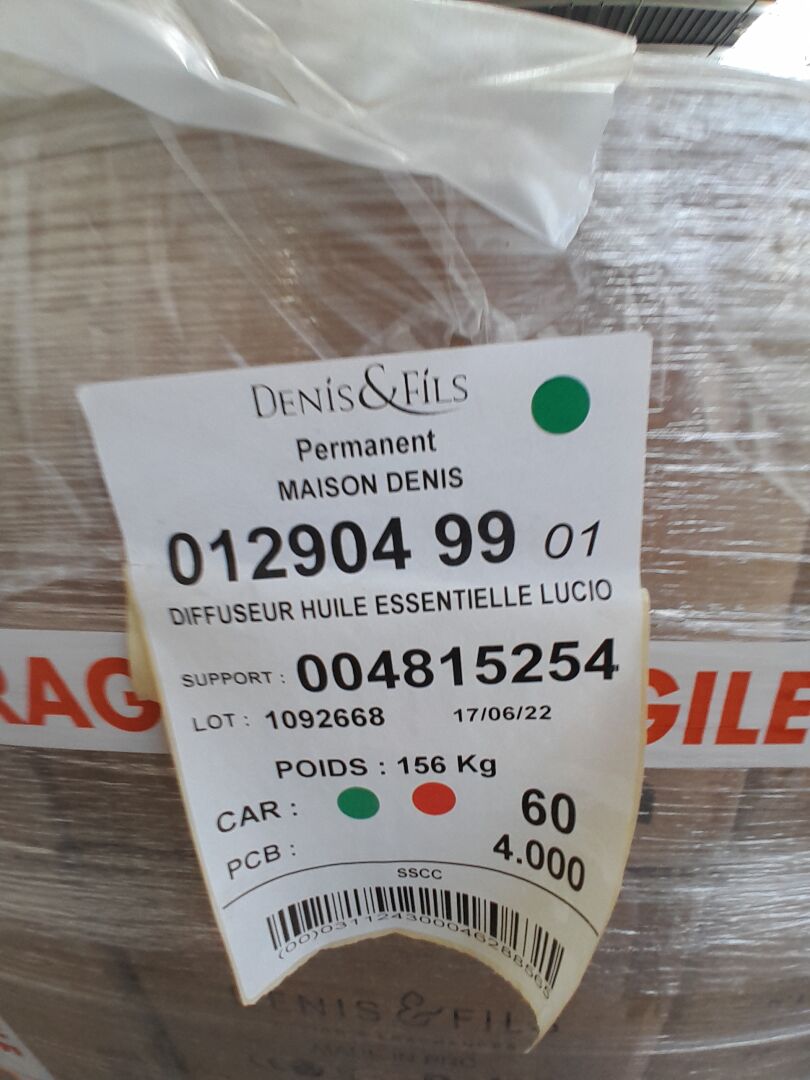 DENIS&FILS
Permanent
MAISON DENIS
012904 99 01
DIFFUSEUR HUILE ESSENTIELLE LUCIO
SUPPORT : 004815254
LOT : 1092668 17/06/22
POIDS : 156 Kg
CAR : 60
PCB : 4.000
SSCC
RAG GILE
DENIS & FILS